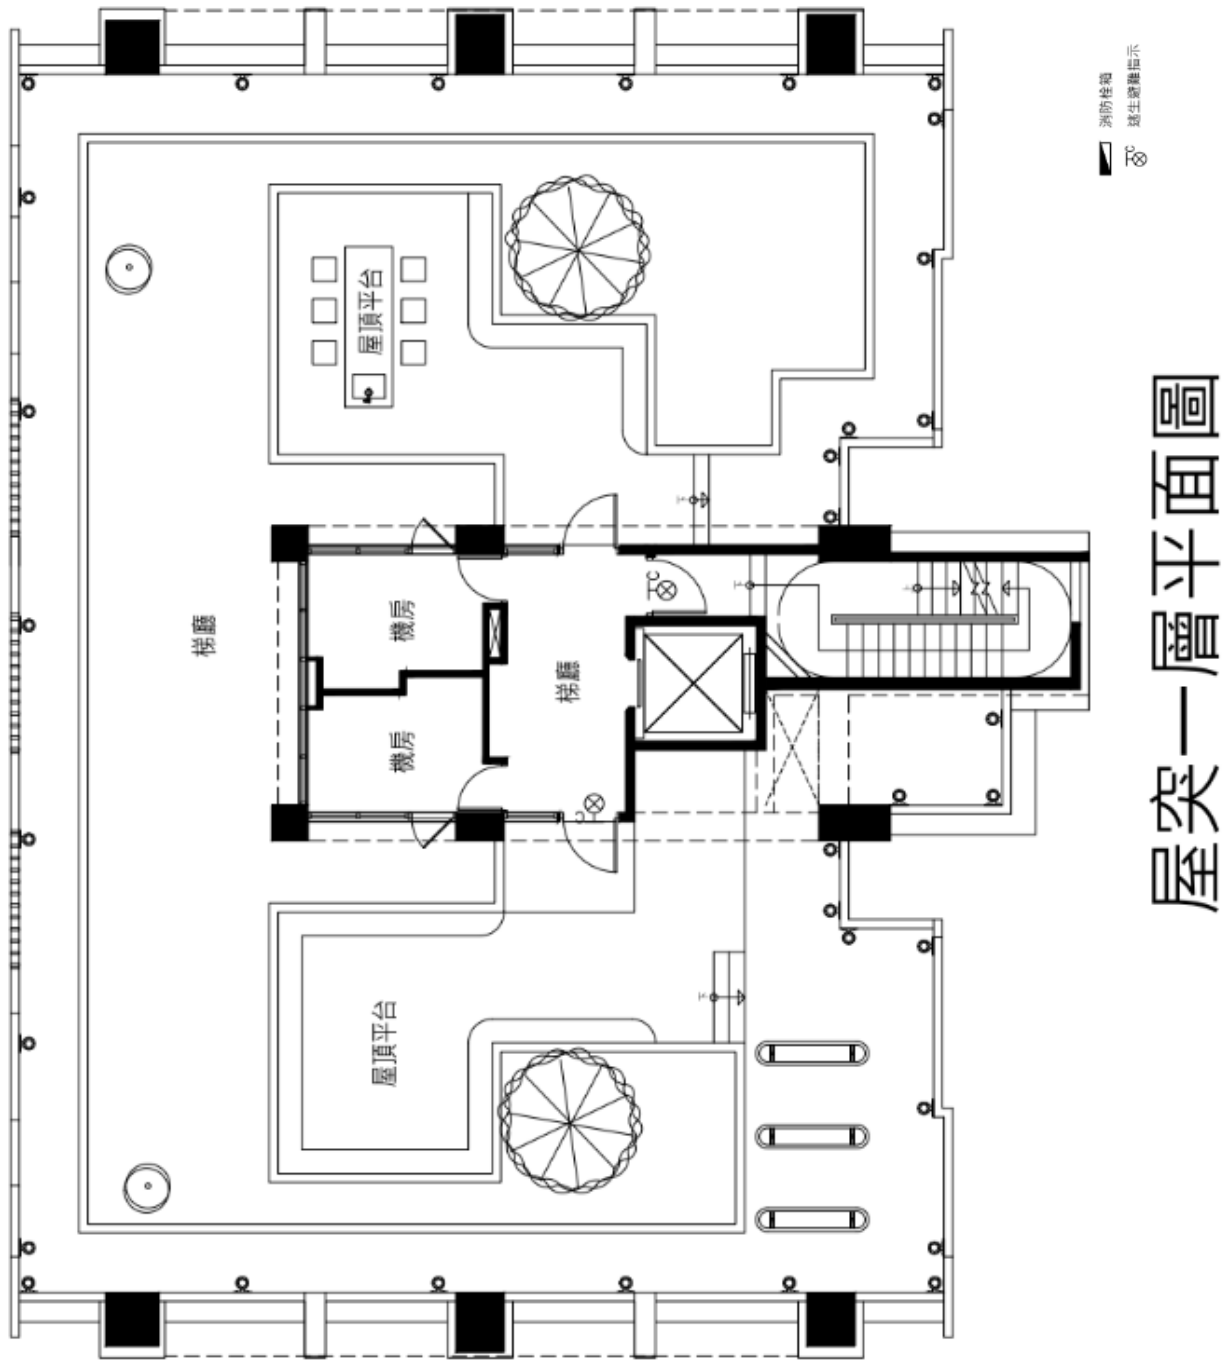 梯廳
屋頂平台
屋頂平台
機房
機房
梯廳
消防栓箱
逃生避難指示
屋突一層平面圖